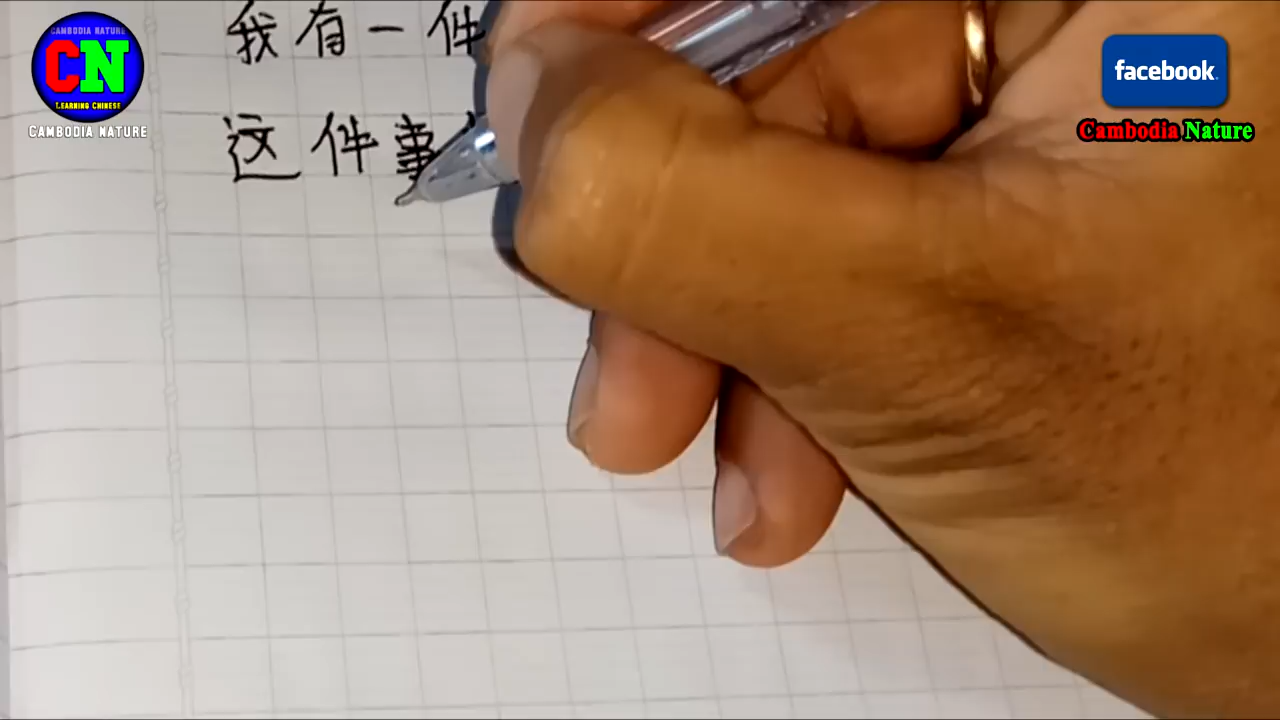 CAMBODIA NATURE
CN
LEARNING CHINESE
CAMBODIA NATURE
facebook
Cambodia Nature
我有一件
这件事